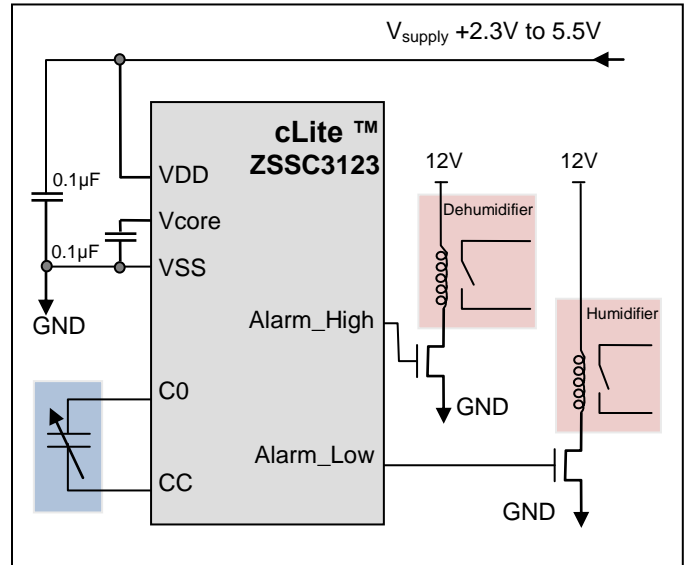 Vsupply +2.3V to 5.5V
cLite ™
ZSSC3123
12V
12V
0.1µF
VDD
Dehumidifier
Vcore
0.1µF
VSS
GND
Alarm_High
Humidifier
C0
GND
Alarm_Low
CC
GND